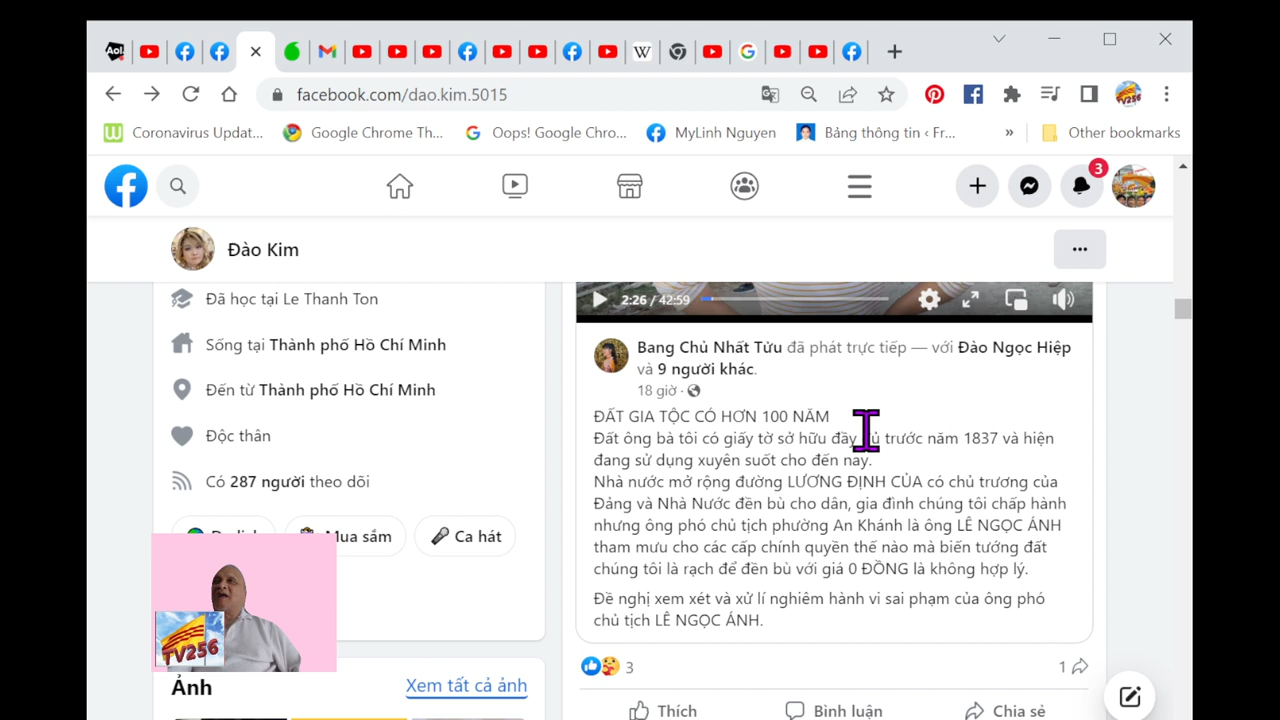 Aol.
facebook.com/dao.kim.5015
Coronavirus Updat...
Google Chrome Th...
Oops! Google Chro...
MyLinh Nguyen
Bảng thông tin ‹ Fr...
»
Other bookmarks
3
Đào Kim
Đã học tại Le Thanh Ton
Sống tại Thành phố Hồ Chí Minh
Đến từ Thành phố Hồ Chí Minh
Độc thân
Có 287 người theo dõi
Mua sắm
Ca hát
TV256
Ảnh
Xem tất cả ảnh
2:26 / 42:59
Bang Chủ Nhất Tửu đã phát trực tiếp — với Đào Ngọc Hiệp
và 9 người khác.
18 giờ ·
ĐẤT GIA TỘC CÓ HƠN 100 NĂM
Đất ông bà tôi có giấy tờ sở hữu đầy trước năm 1837 và hiện
đang sử dụng xuyên suốt cho đến nay.
Nhà nước mở rộng đường LƯƠNG ĐỊNH CỦA có chủ trương của
Đảng và Nhà Nước đền bù cho dân, gia đình chúng tôi chấp hành
nhưng ông phó chủ tịch phường An Khánh là ông LÊ NGỌC ÁNH
tham mưu cho các cấp chính quyền thế nào mà biến tướng đất
chúng tôi là rạch để đền bù với giá 0 ĐỒNG là không hợp lý.
Đề nghị xem xét và xử lí nghiêm hành vi sai phạm của ông phó
chủ tịch LÊ NGỌC ÁNH.
3
1
Thích
Bình luận
Chia sẻ